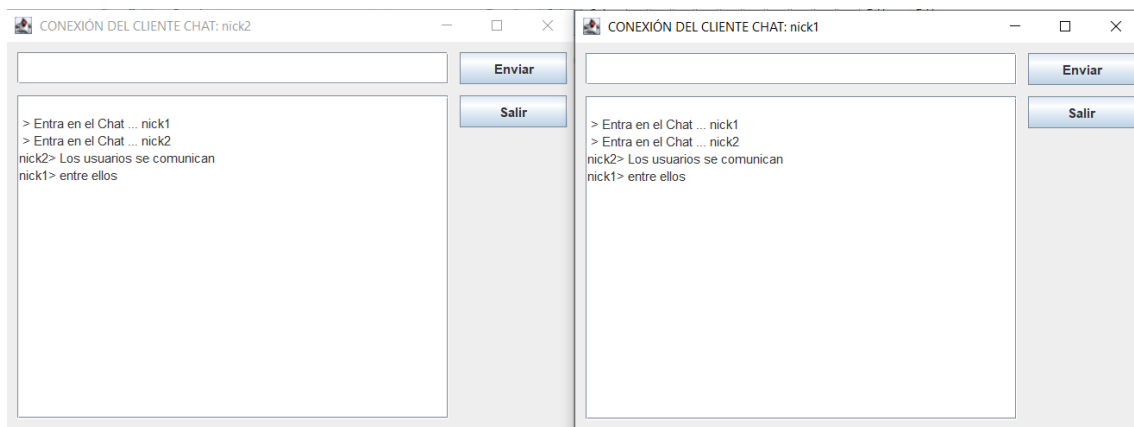 CONEXIÓN DEL CLIENTE CHAT: nick2
Enviar
Salir
> Entra en el Chat ... nick1
> Entra en el Chat ... nick2
nick2> Los usuarios se comunican
nick1> entre ellos
CONEXIÓN DEL CLIENTE CHAT: nick1
Enviar
Salir
> Entra en el Chat ... nick1
> Entra en el Chat ... nick2
nick2> Los usuarios se comunican
nick1> entre ellos